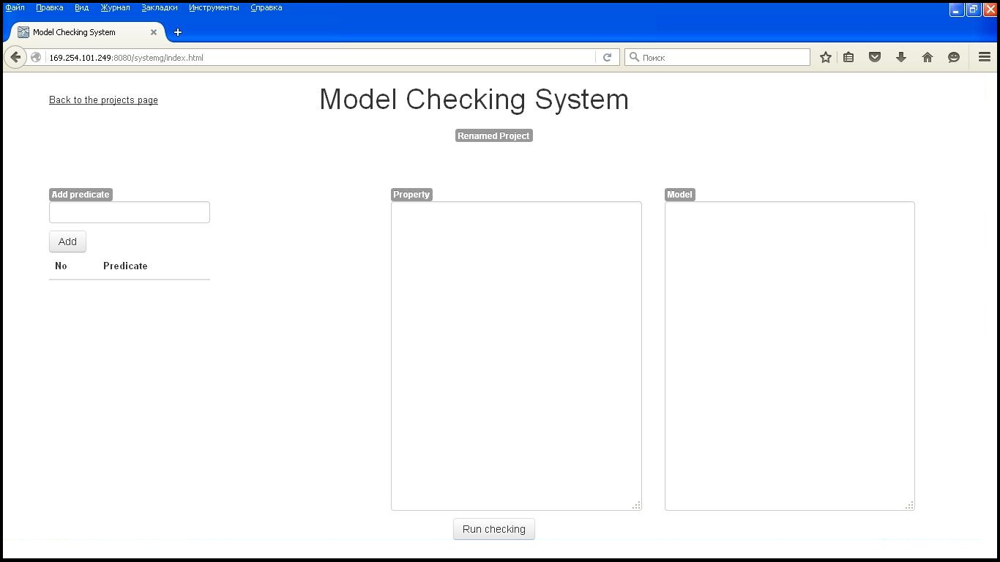 Файл Правка Вид Журнал Закладки Инструменты Справка
Model Checking System
169.254.101.249:8080/systemg/index.html
Поиск
Back to the projects page
Model Checking System
Renamed Project
Add predicate
Property
Model
Add
No Predicate
Run checking